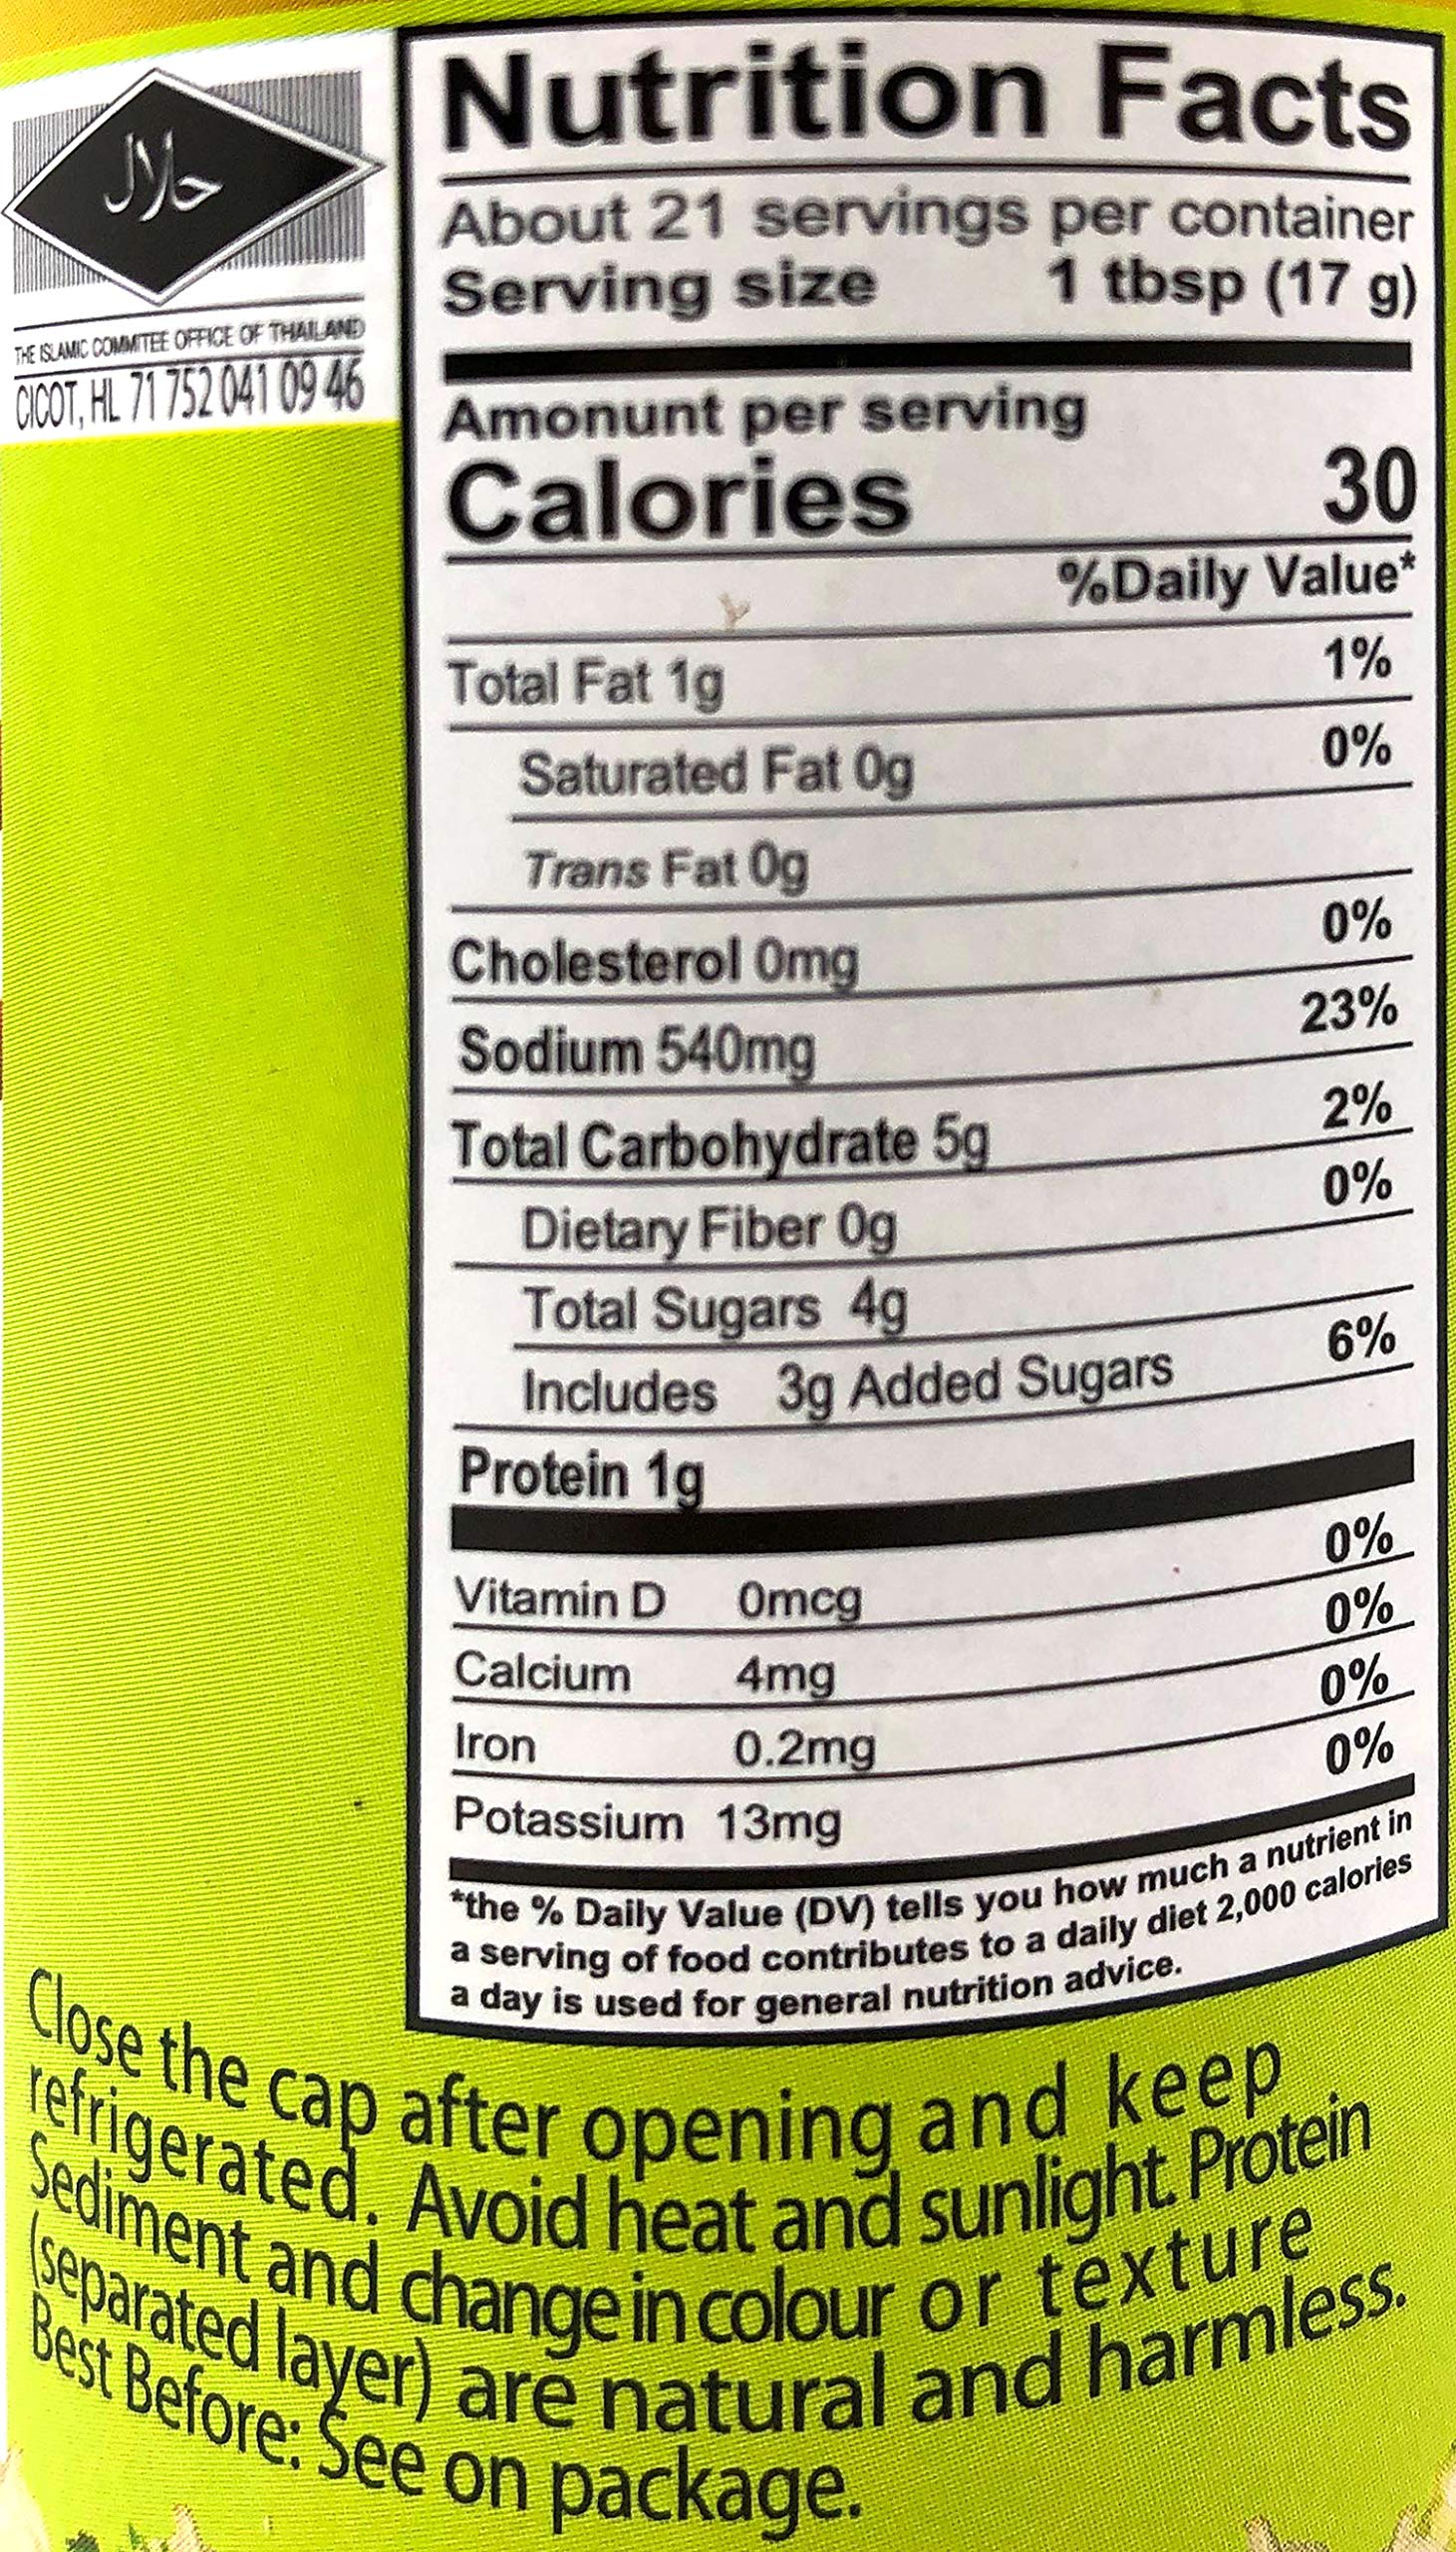 حلال
THE ISLAMIC COMMITEE OFFICE OF THAILAND
CICOT, HL 71 752 041 09 46
Nutrition Facts
About 21 servings per container
Serving size 1 tbsp (17 g)
Amonunt per serving
Calories 30
%Daily Value*
Total Fat 1g 1%
Saturated Fat 0g 0%
Trans Fat 0g
Cholesterol 0mg 0%
Sodium 540mg 23%
Total Carbohydrate 5g 2%
Dietary Fiber 0g 0%
Total Sugars 4g
Includes 3g Added Sugars 6%
Protein 1g
Vitamin D 0mcg 0%
Calcium 4mg 0%
Iron 0.2mg 0%
Potassium 13mg 0%
*the % Daily Value (DV) tells you how much a nutrient in
a serving of food contributes to a daily diet 2,000 calories
a day is used for general nutrition advice.
Close the cap after opening and keep
refrigerated. Avoid heat and sunlight. Protein
Sediment and change in colour or texture
(separated layer) are natural and harmless.
Best Before: See on package.